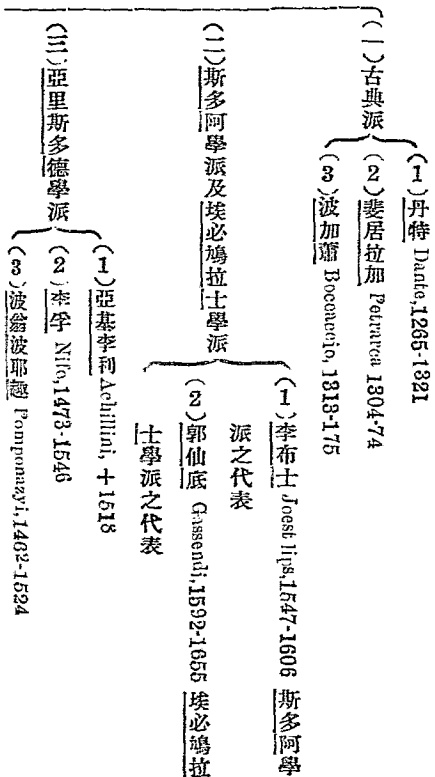 (一)古典派
(1)丹特 Dante, 1265-1321
(2)裴居拉加 Petrarca 1304-74
(3)波加蕭 Boccaccio, 1313-175
(二)斯多阿學派及埃必鳩拉士學派
(1)李布士 Joest lips, 1547-1606 斯多阿學
派之代表
(2)郭仙底 Gassendi, 1592-1655 埃必鳩拉
士學派之代表
(三)亞里斯多德學派
(1)亞基李利 Achillini, +1518
(2)李孚 Nifo, 1473-1546
(3)波翁波耶趣 Pomponazyi, 1462-1524